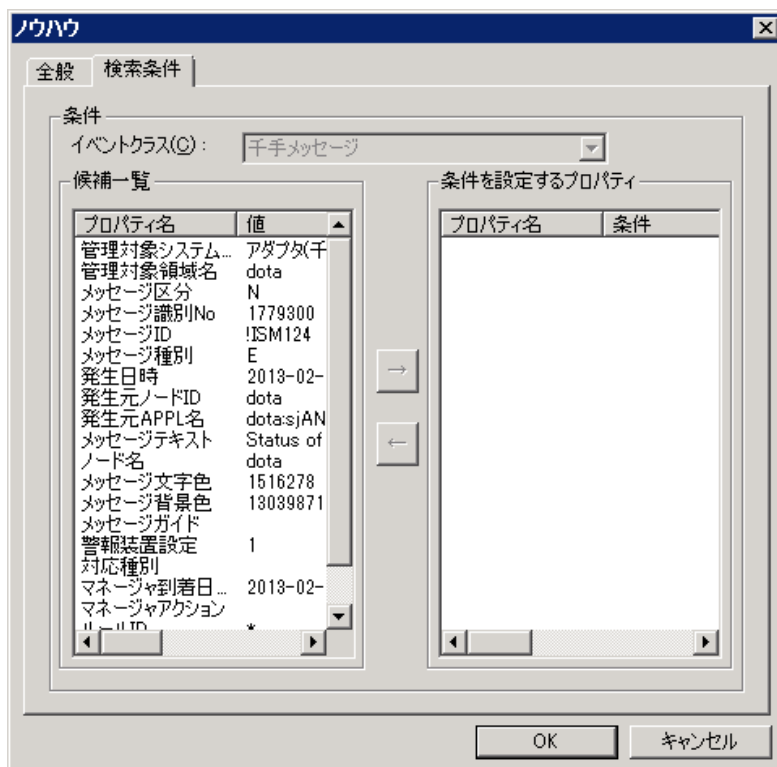 ノウハウ
全般 検索条件
条件
イベントクラス(C): 千手メッセージ
候補一覧
プロパティ名 値
管理対象システム... アダプタ(千
管理対象領域名 dota
メッセージ区分 N
メッセージ識別No 1779300
メッセージID !ISM124
メッセージ種別 E
発生日時 2013-02-
発生元ノードID dota
発生元APPL名 dota:sjAN
メッセージテキスト Status of
ノード名 dota
メッセージ文字色 1516278
メッセージ背景色 13039871
メッセージガイド
警報装置設定 1
対応種別
マネージャ到着日... 2013-02-
マネージャアクション
ルールID *
→
←
条件を設定するプロパティ
プロパティ名 条件
OK キャンセル